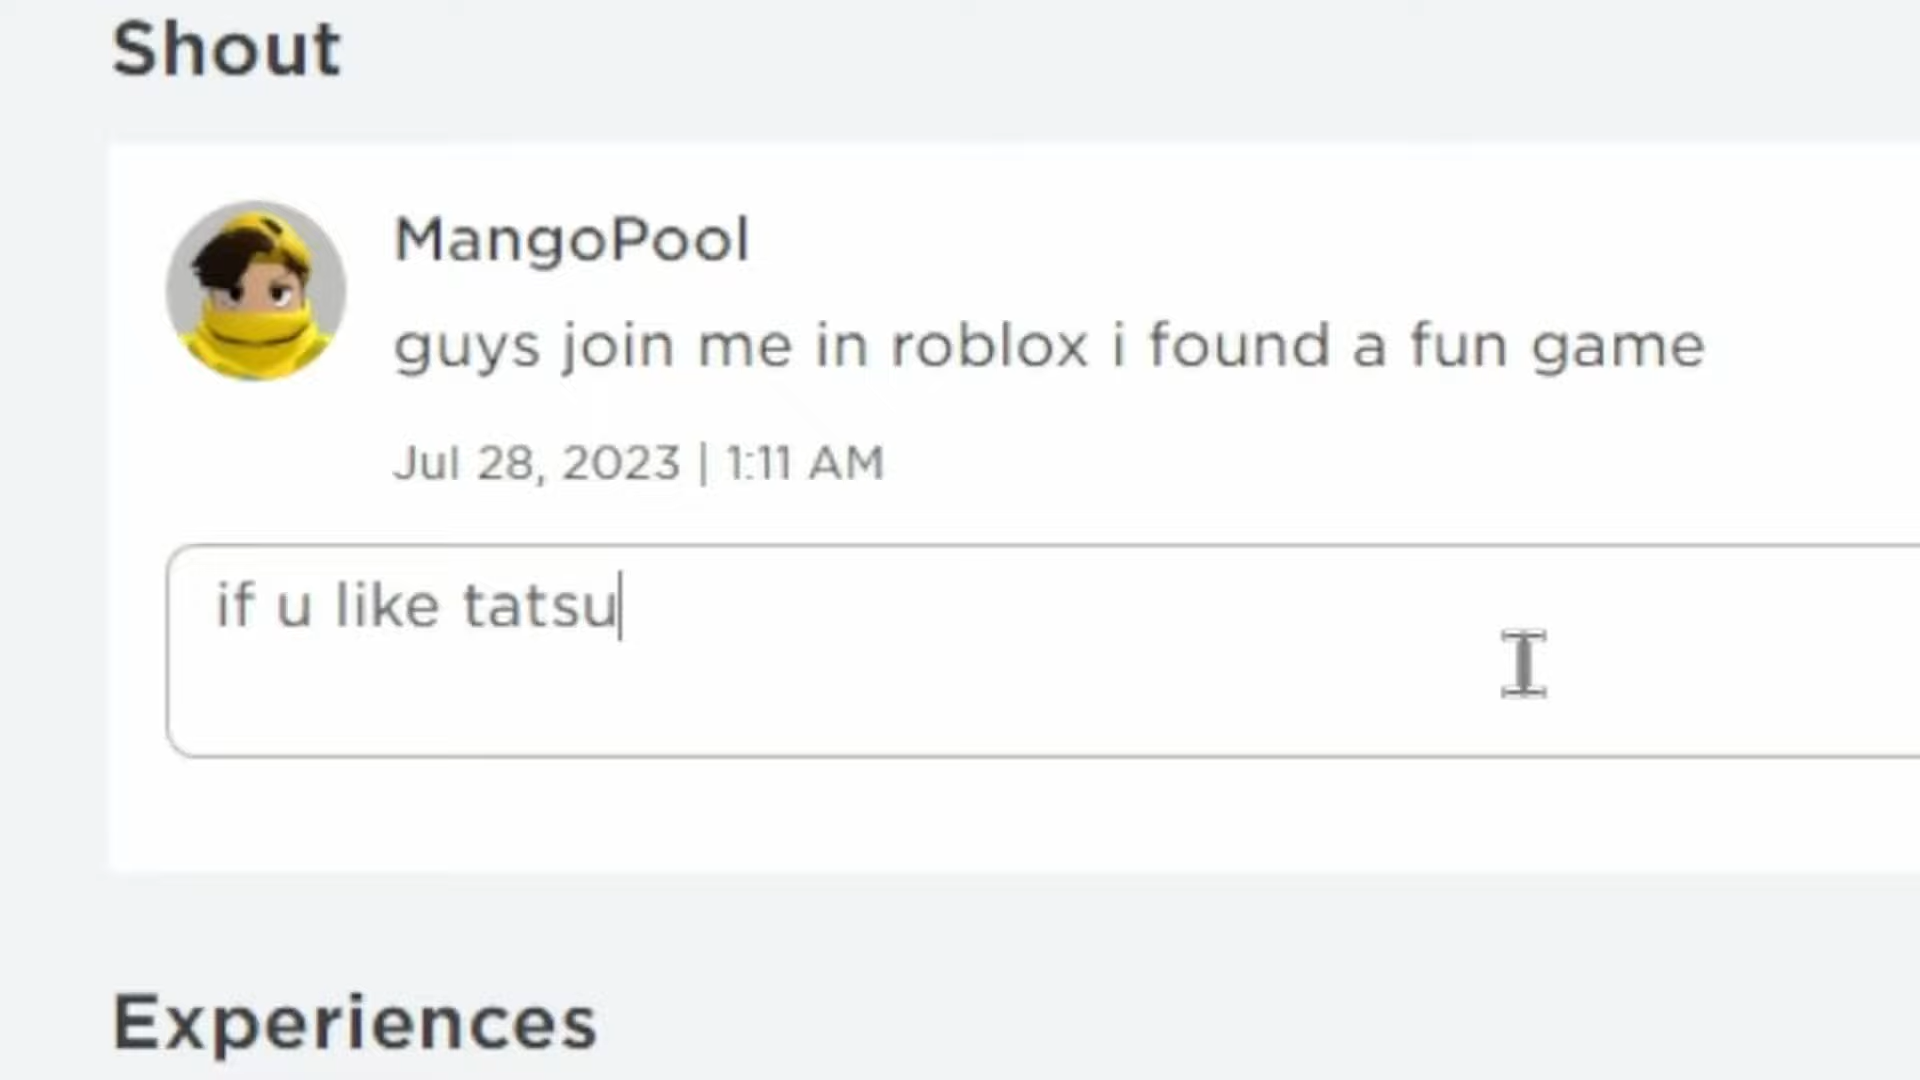 Shout
MangoPool
guys join me in roblox i found a fun game
Jul 28, 2023 | 1:11 AM
if u like tatsu
Experiences